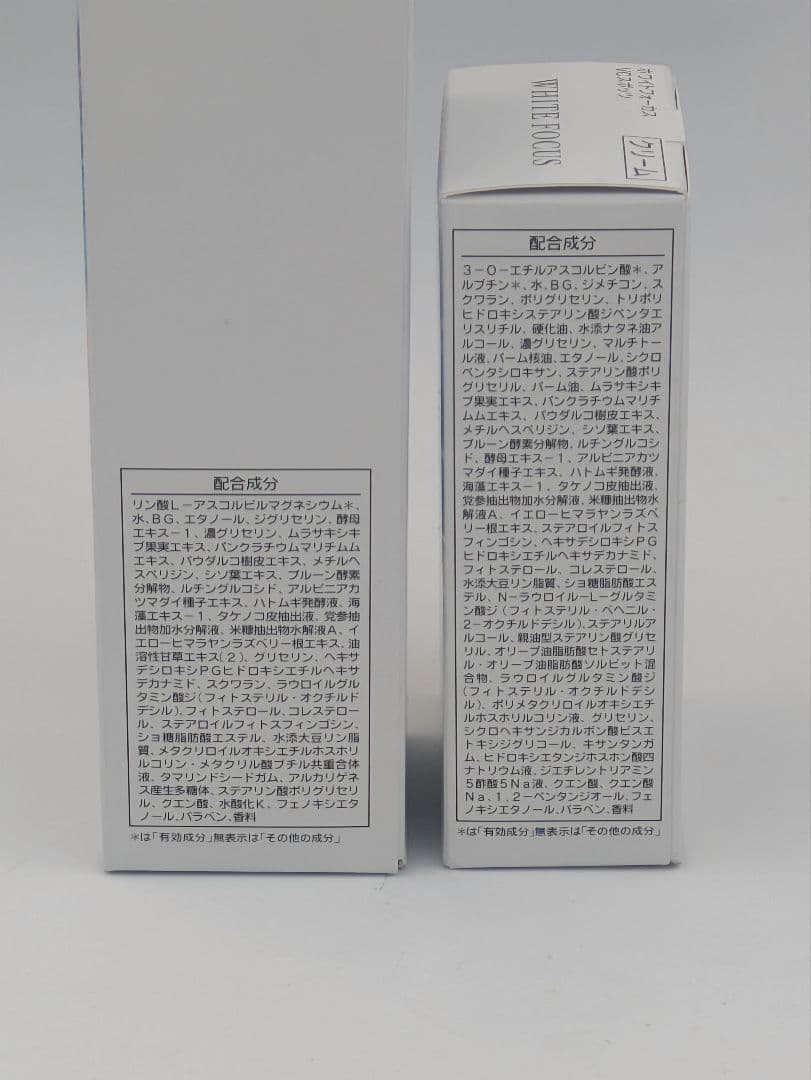 配合成分
リン酸L－アスコルビルマグネシウム＊、
水、BG、エタノール、ジグリセリン、酵母
エキス－1、濃グリセリン、ムラサキシキ
ブ果実エキス、パンクラチウムマリチムム
エキス、パウダルコ樹皮エキス、メチルヘ
スペリジン、シソ葉エキス、プルーン酵素
分解物、ルチングルコシド、アルピニアカ
ツマダイ種子エキス、ハトムギ発酵液、海
藻エキス－1、タケノコ皮抽出液、党参抽
出物加水分解液、米糠抽出物水解液A、イ
エローヒマラヤンラズベリー根エキス、油
溶性甘草エキス(2)、グリセリン、ヘキサ
デシロキシPGヒドロキシエチルヘキサ
デカナミド、スクワラン、ラウロイルグル
タミン酸ジ(フィトステリル・オクチルド
デシル)、フィトステロール、コレステロー
ル、ステアロイルフィトスフィンゴシン、
ショ糖脂肪酸エステル、水添大豆リン脂
質、メタクリロイルオキシエチルホスホリ
ルコリン・メタクリル酸ブチル共重合体
液、タマリンドシードガム、アルカリゲネ
ス産生多糖体、ステアリン酸ポリグリセリ
ル、クエン酸、水酸化K、フェノキシエタ
ノール、パラベン、香料
＊は「有効成分」無表示は「その他の成分」
ホワイトフォーカス
VCスポッツ
クリーム
WHITE FOCUS
配合成分
3－O－エチルアスコルビン酸＊、ア
ルブチン＊、水、BG、ジメチコン、ス
クワラン、ポリグリセリン、トリポリ
ヒドロキシステアリン酸ジペンタエ
リスリチル、硬化油、水添ナタネ油ア
ルコール、濃グリセリン、マルチトー
ル液、パーム核油、エタノール、シクロ
ペンタシロキサン、ステアリン酸ポリ
グリセリル、パーム油、ムラサキシキ
ブ果実エキス、パンクラチウムマリチ
ムムエキス、パウダルコ樹皮エキス、
メチルヘスペリジン、シソ葉エキス、
プルーン酵素分解物、ルチングルコシ
ド、酵母エキス－1、アルピニアカツ
マダイ種子エキス、ハトムギ発酵液、
海藻エキス－1、タケノコ皮抽出液、
党参抽出物加水分解液、米糠抽出物水
解液A、イエローヒマラヤンラズベ
リー根エキス、ステアロイルフィトス
フィンゴシン、ヘキサデシロキシPG
ヒドロキシエチルヘキサデカナミド、
フィトステロール、コレステロール、
水添大豆リン脂質、ショ糖脂肪酸エス
テル、N－ラウロイル－L－グルタミ
ン酸ジ(フィトステリル・ベヘニル・
2－オクチルドデシル)、ステアリルア
ルコール、親油型ステアリン酸グリセ
リル、オリーブ油脂肪酸セトステアリ
ル・オリーブ油脂肪酸ソルビット混
合物、ラウロイルグルタミン酸ジ
(フィトステリル・オクチルドデシ
ル)、ポリメタクリロイルオキシエチ
ルホスホリルコリン液、グリセリン、
シクロヘキサンジカルボン酸ビスエ
トキシジグリコール、キサンタンガ
ム、ヒドロキシエタンジホスホン酸四
ナトリウム液、ジエチレントリアミン
5酢酸5Na液、クエン酸、クエン酸
Na、1，2－ペンタンジオール、フェ
ノキシエタノール、パラベン、香料
＊は「有効成分」無表示は「その他の成分」